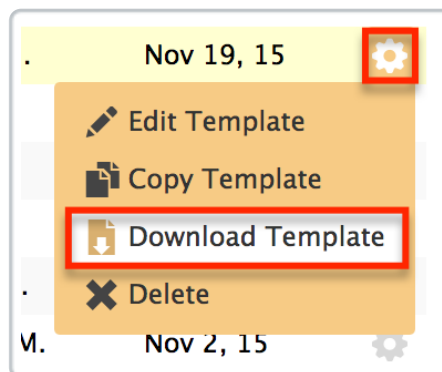 . Nov 19, 15
Edit Template
Copy Template
Download Template
. Delete
M. Nov 2, 15